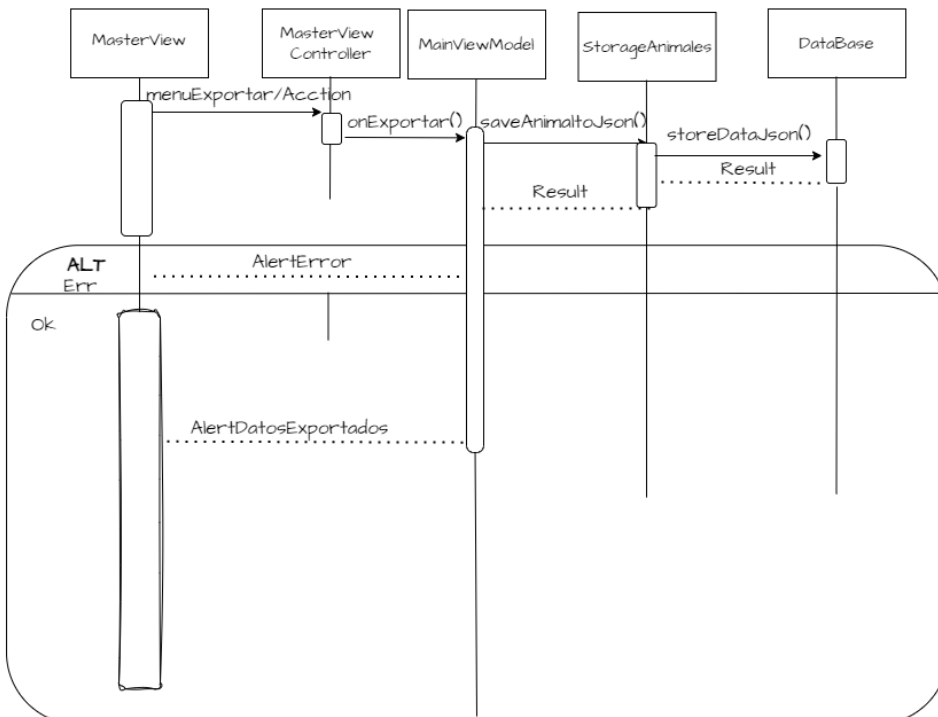 MasterView
MasterView
Controller
MainViewModel
StorageAnimales
DataBase
menuExportar/Acction
onExportar()
saveAnimaltoJson()
storeDataJson()
Result
Result
ALT
AlertError
Err
Ok
AlertDatosExportados